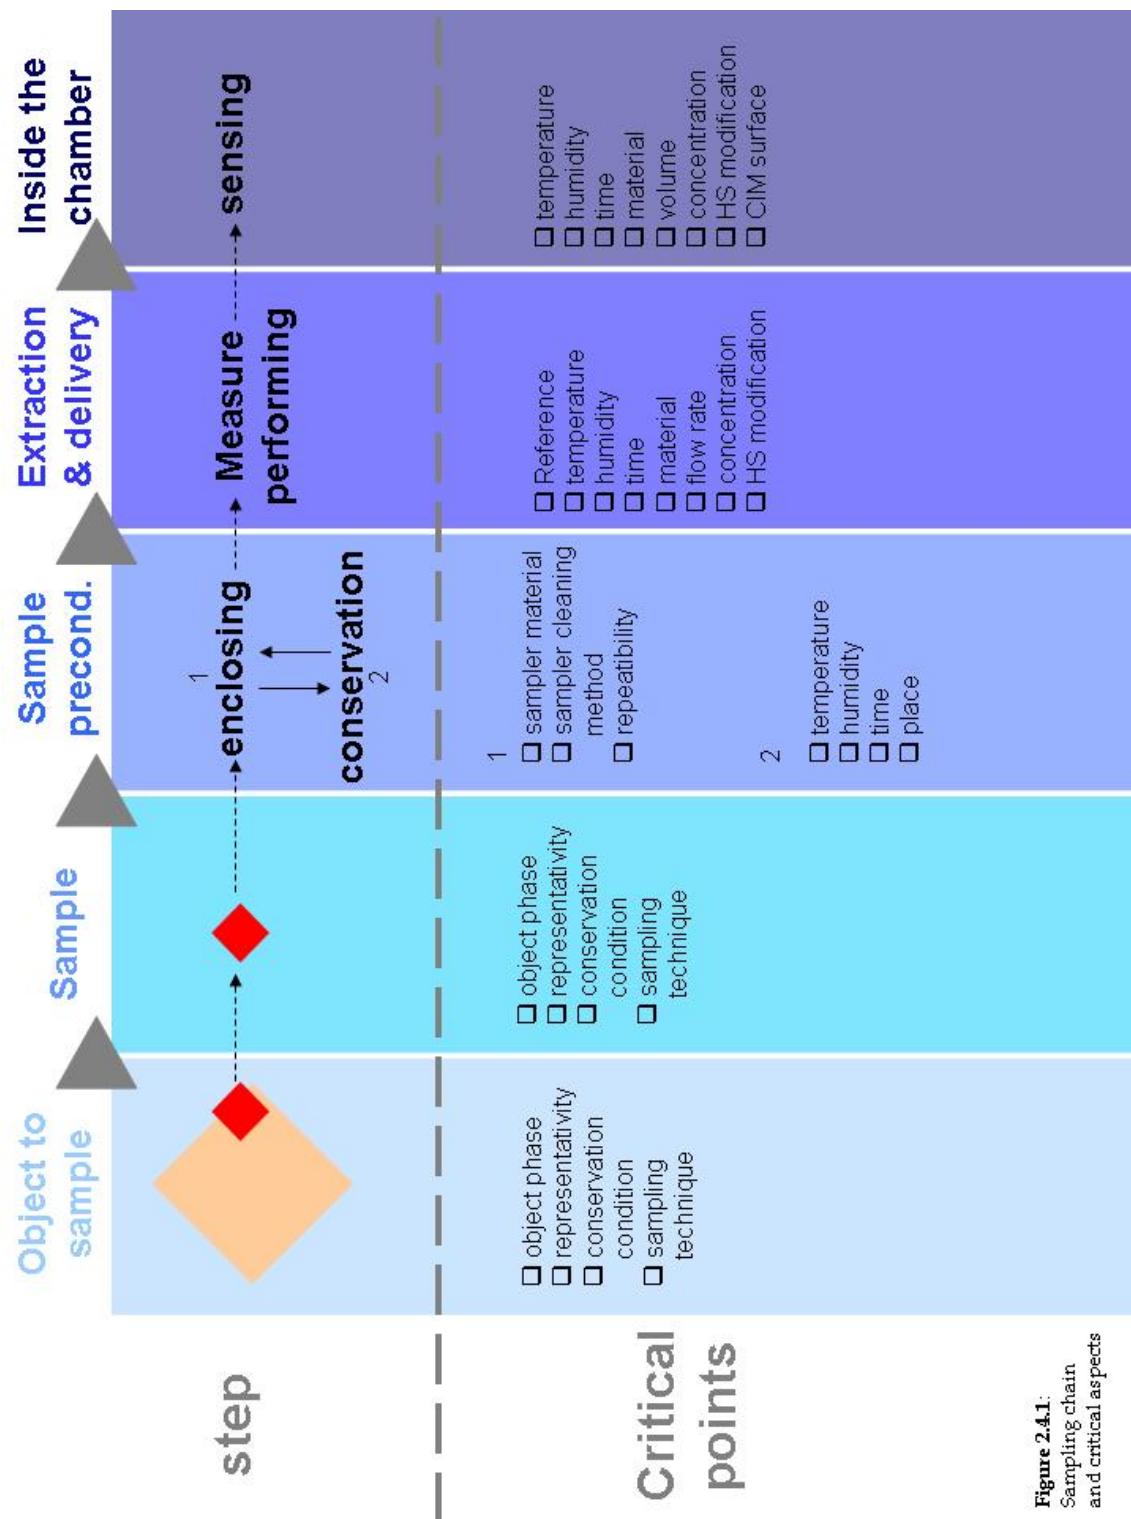 Object to
sample
Sample
Sample
precond.
Extraction
& delivery
Inside the
chamber
step
1
enclosing
conservation
2
Measure
performing
sensing
Critical
points
❑ object phase
❑ representativity
❑ conservation
condition
❑ sampling
technique
❑ object phase
❑ representativity
❑ conservation
condition
❑ sampling
technique
1
❑ sampler material
❑ sampler cleaning
method
❑ repeatibility
2
❑ temperature
❑ humidity
❑ time
❑ place
❑ Reference
❑ temperature
❑ humidity
❑ time
❑ material
❑ flow rate
❑ concentration
❑ HS modification
❑ temperature
❑ humidity
❑ time
❑ material
❑ volume
❑ concentration
❑ HS modification
❑ CIM surface
Figure 2.4.1:
Sampling chain
and critical aspects